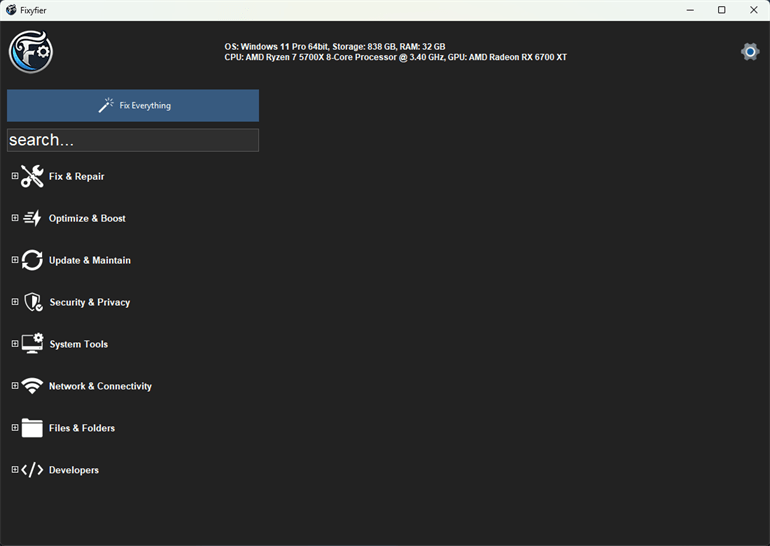 Fixyfier
OS: Windows 11 Pro 64bit, Storage: 838 GB, RAM: 32 GB
CPU: AMD Ryzen 7 5700X 8-Core Processor @ 3.40 GHz, GPU: AMD Radeon RX 6700 XT
Fix Everything
search...
Fix & Repair
Optimize & Boost
Update & Maintain
Security & Privacy
System Tools
Network & Connectivity
Files & Folders
Developers